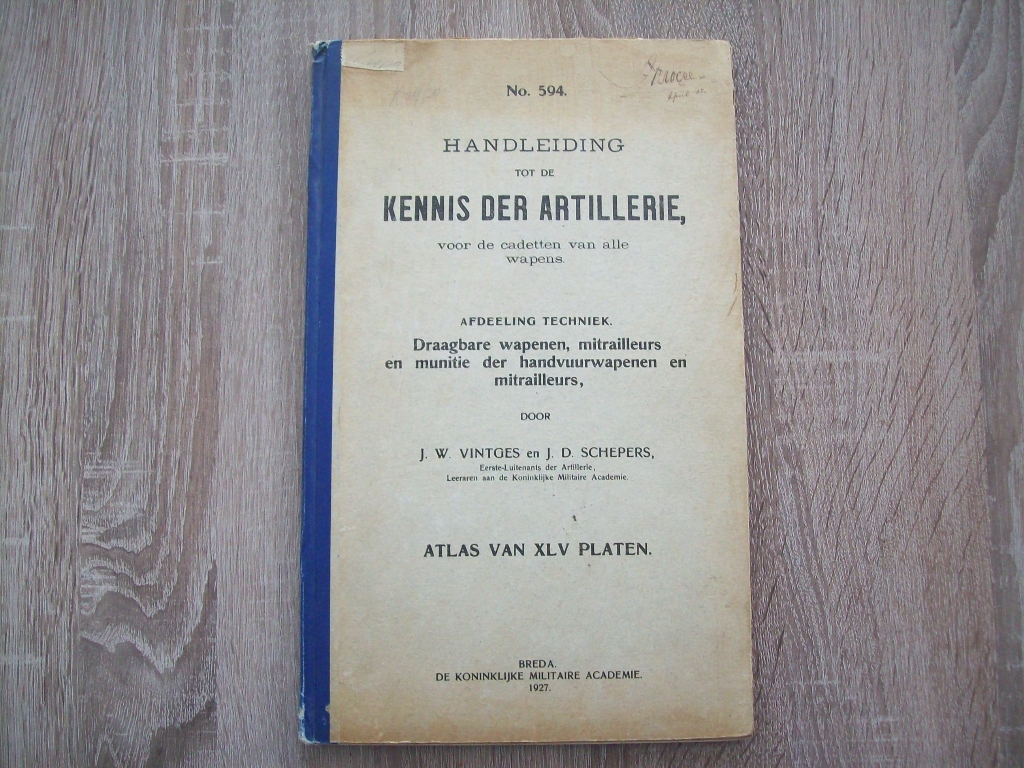 No. 594.
HANDLEIDING
TOT DE
KENNIS DER ARTILLERIE,
voor de cadetten van alle
wapens.
AFDEELING TECHNIEK.
Draagbare wapenen, mitrailleurs
en munitie der handvuurwapenen en
mitrailleurs,
DOOR
J. W. VINTGES en J. D. SCHEPERS,
Eerste-Luitenants der Artillerie,
Leeraren aan de Koninklijke Militaire Academie.
ATLAS VAN XLV PLATEN.
BREDA.
DE KONINKLIJKE MILITAIRE ACADEMIE.
1927.